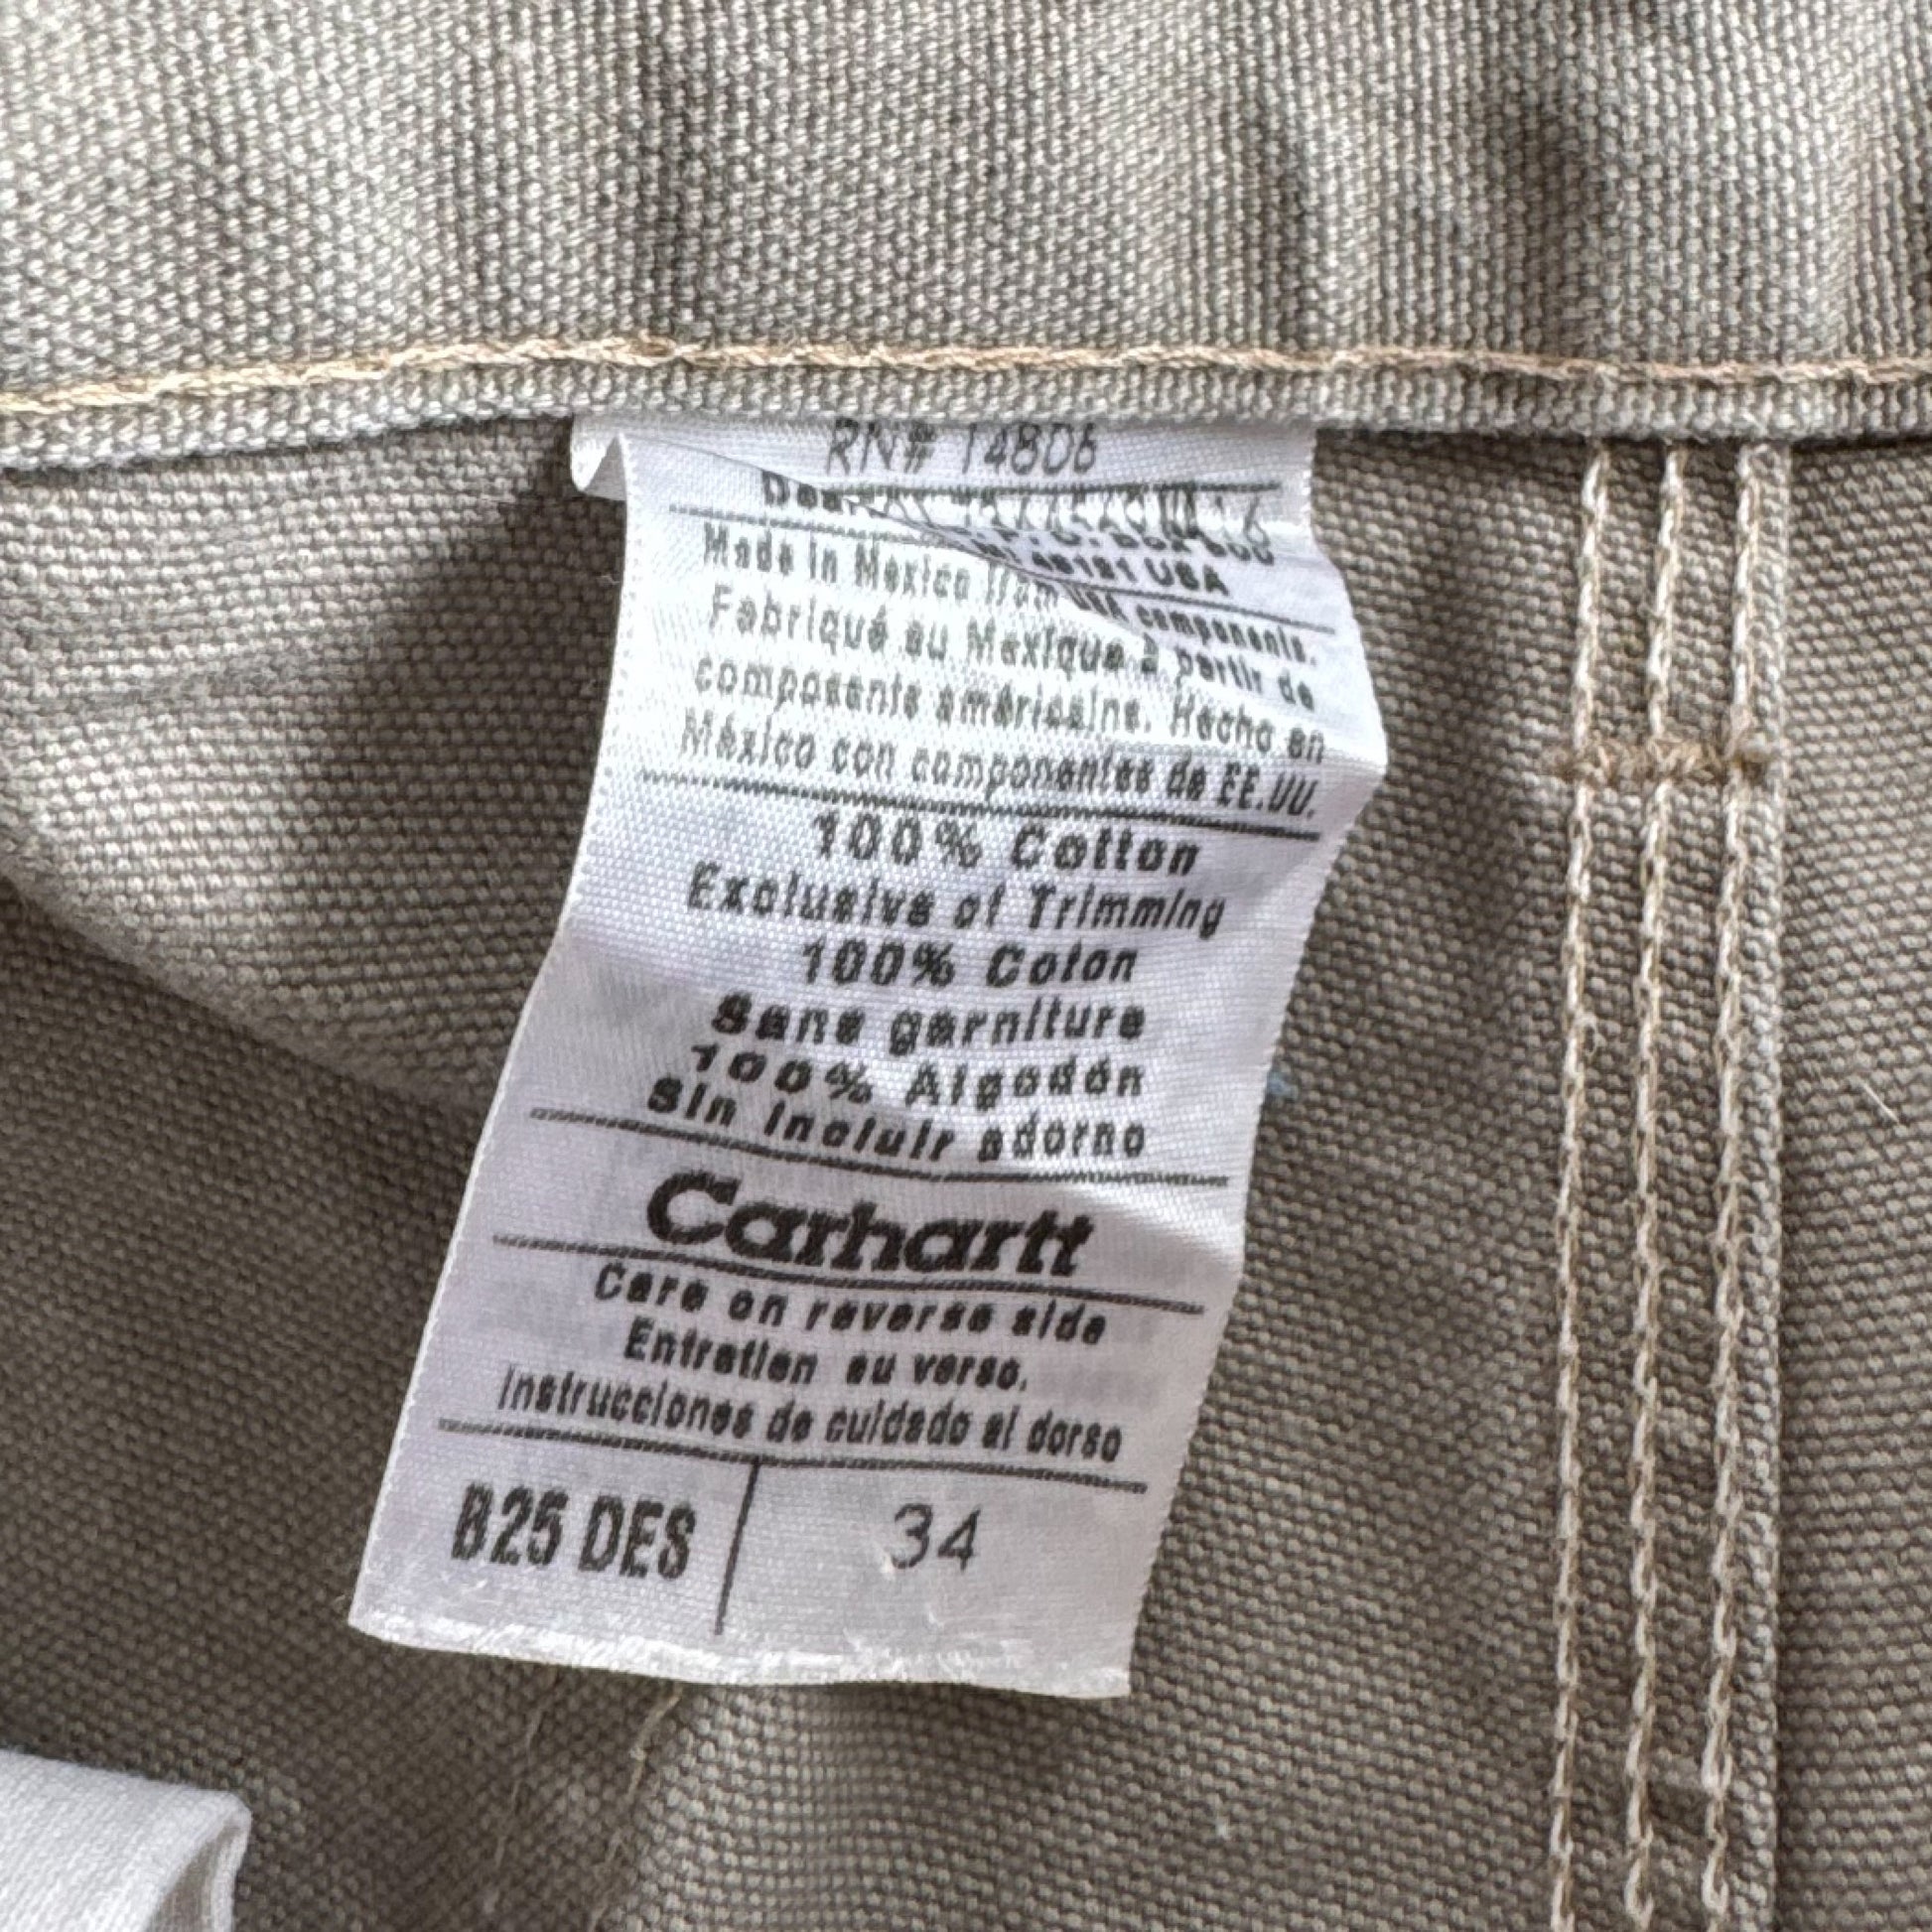 RN# 14806
48121 USA
Made in Mexico from USA components.
Fabriqué au Mexique à partir de
composants américains. Hecho en
México con componentes de EE.UU.
100% Cotton
Exclusive of Trimming
100% Coton
Sans garniture
100% Algodón
Sin incluir adorno
Carhartt
Care on reverse side
Entretien au verso.
Instrucciones de cuidado al dorso
B25 DES 34